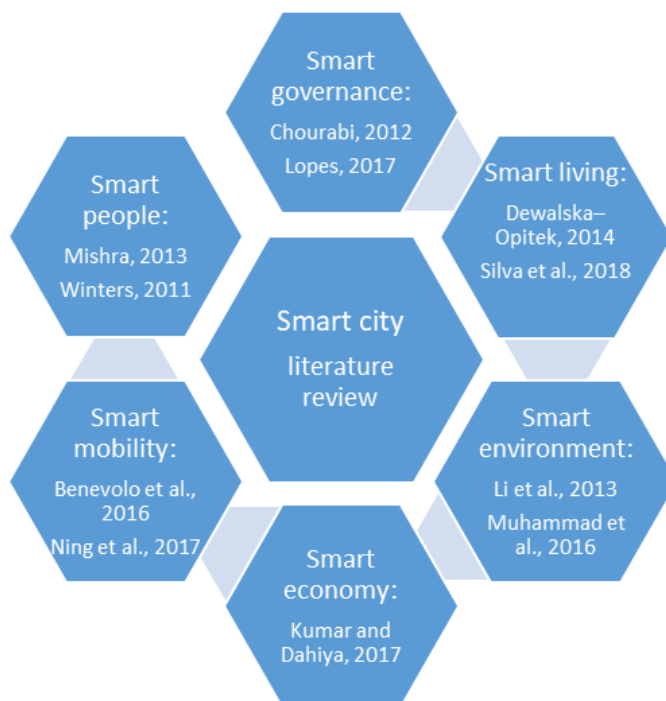 Smart
governance:
Chourabi, 2012
Lopes, 2017
Smart living:
Dewalska–
Opitek, 2014
Silva et al., 2018
Smart
environment:
Li et al., 2013
Muhammad et
al., 2016
Smart
economy:
Kumar and
Dahiya, 2017
Smart
mobility:
Benevolo et al.,
2016
Ning et al., 2017
Smart
people:
Mishra, 2013
Winters, 2011
Smart city
literature
review